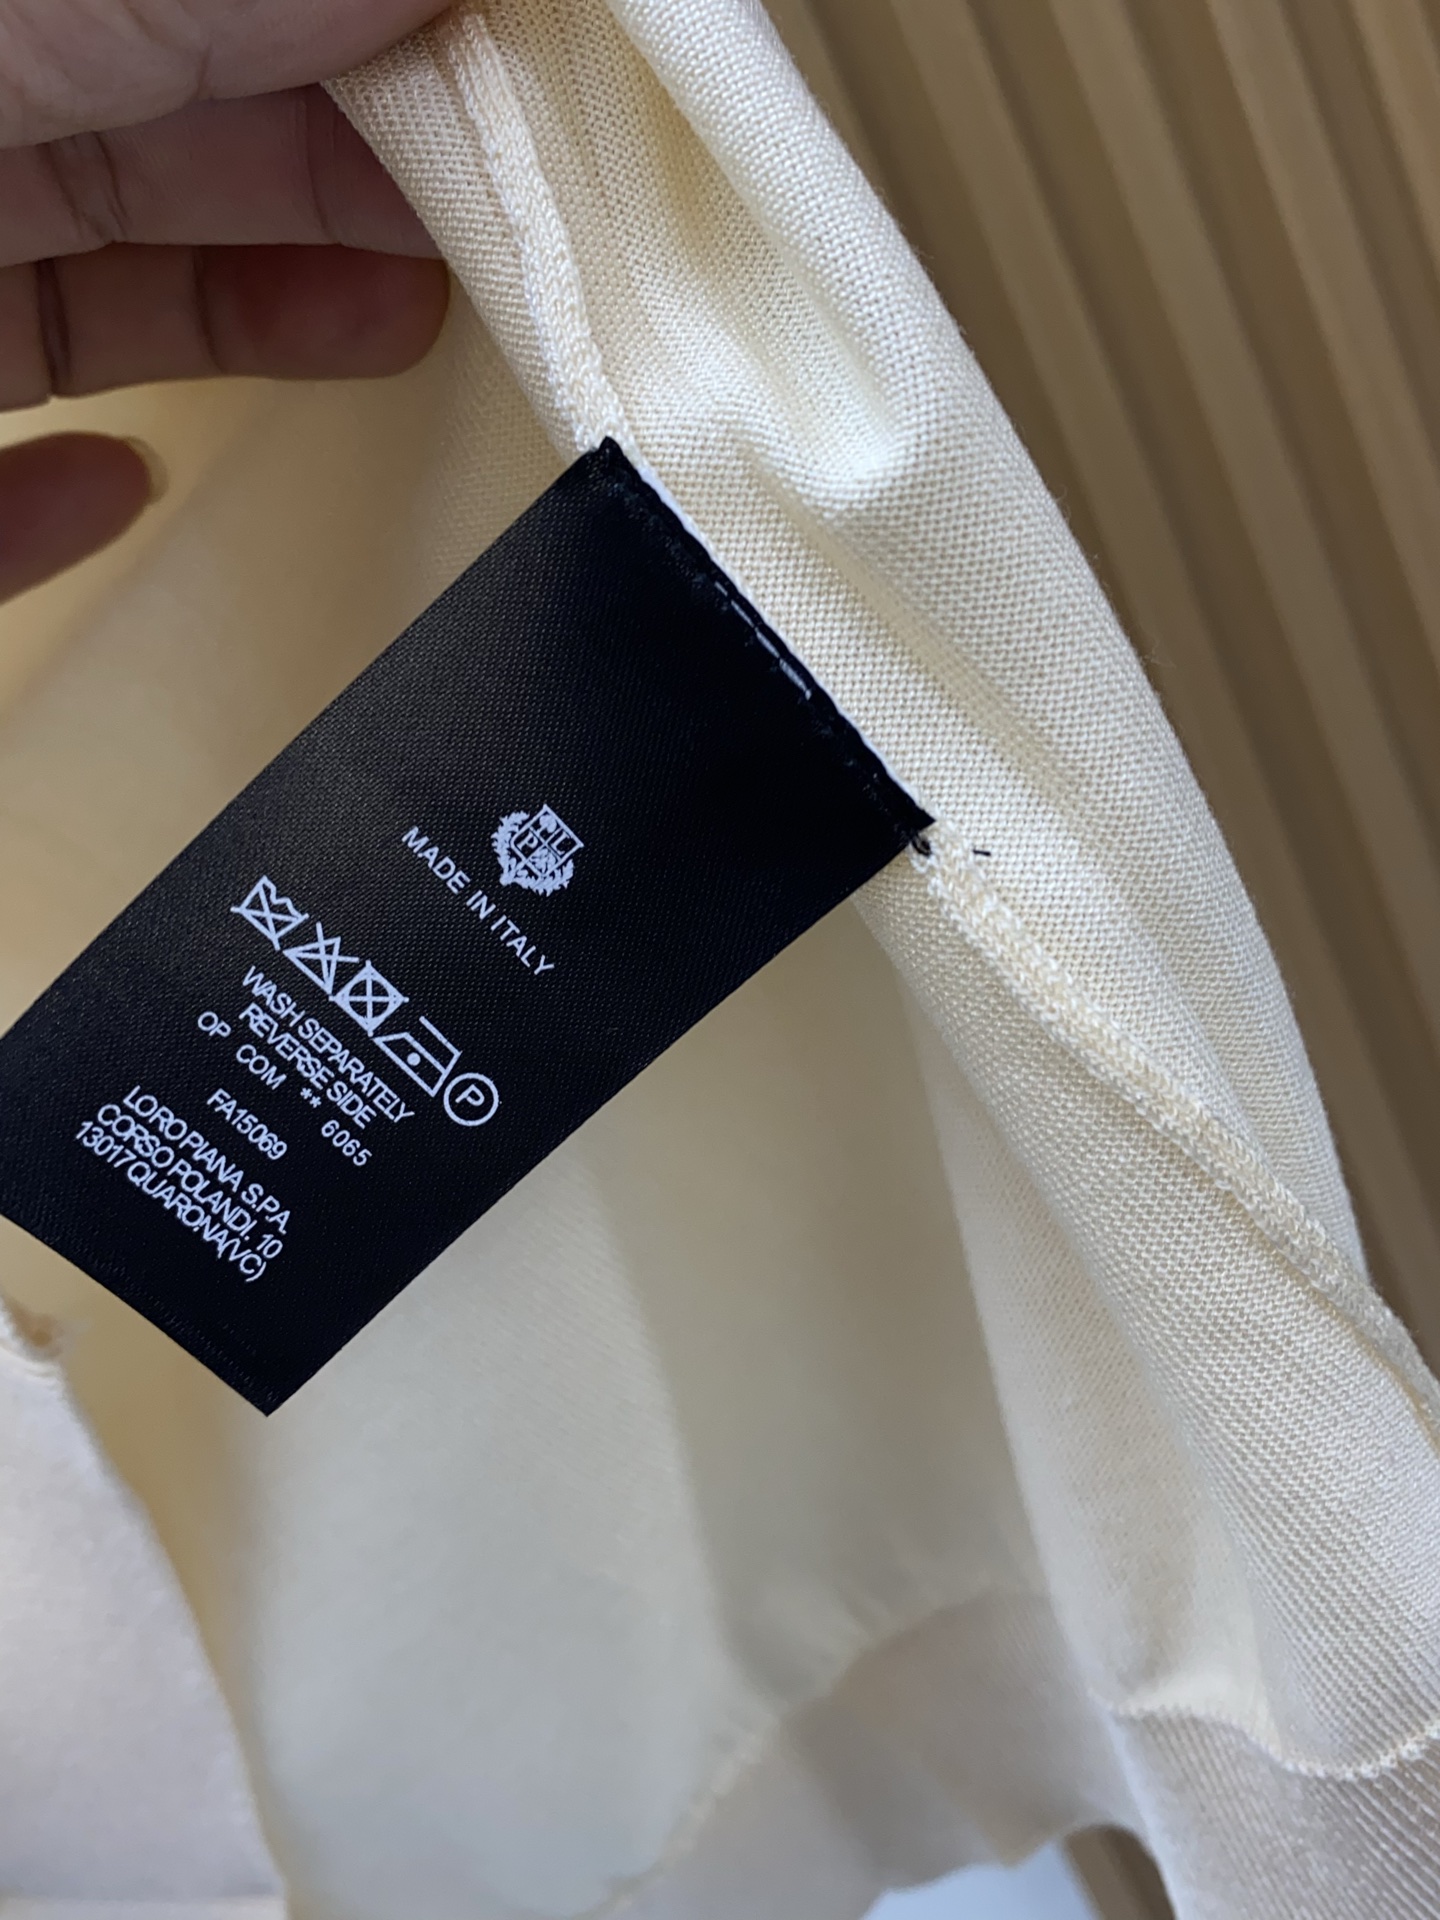 L
P
MADE IN ITALY
P
WASH SEPARATELY
REVERSE SIDE
OP COM ** 6065
FA15069
LORO PIANA S.P.A.
CORSO POLANDI, 10
13017 QUARONA(VC)